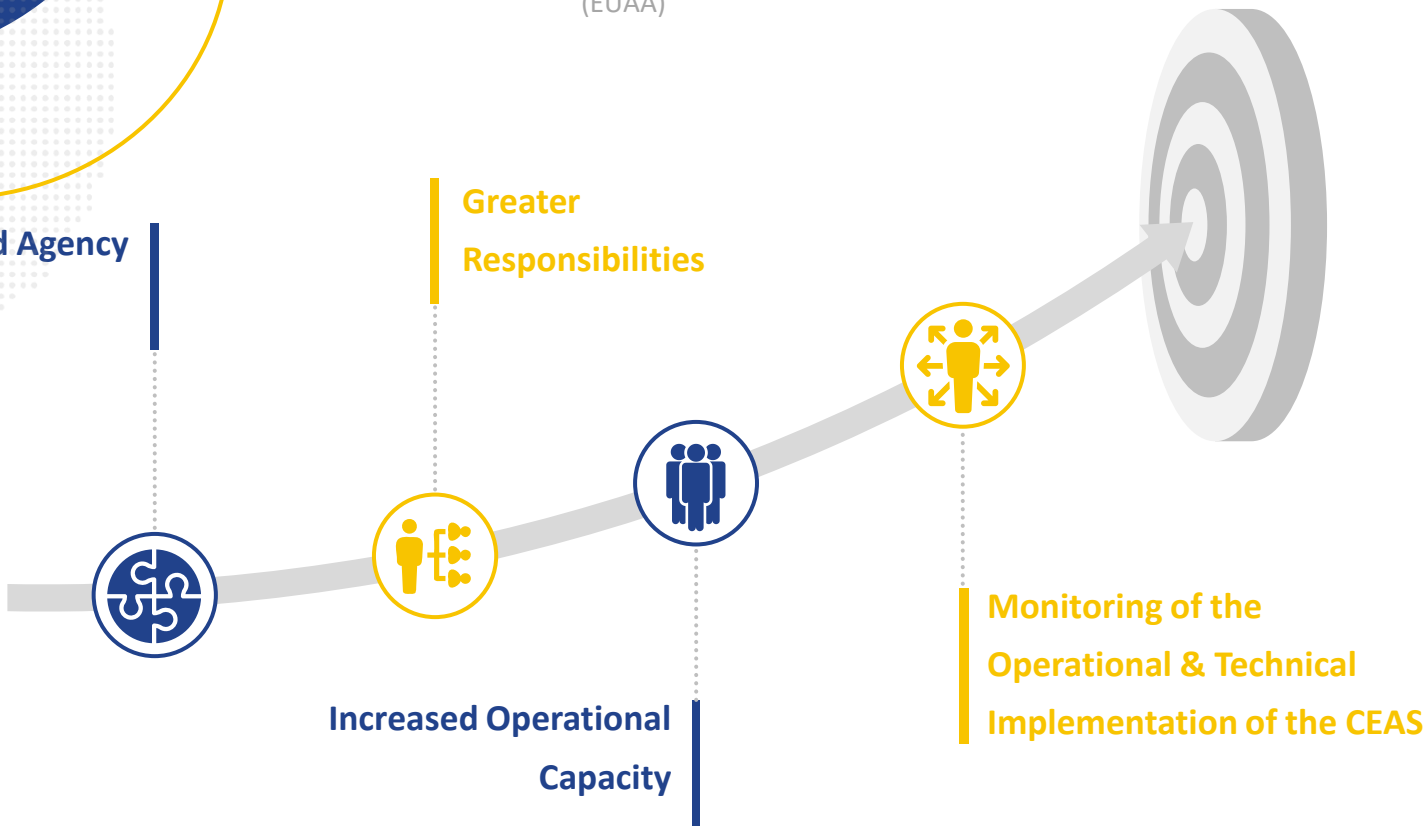 (EUAA)
Agency
Greater
Responsibilities
Increased Operational
Capacity
Monitoring of the
Operational & Technical
Implementation of the CEAS